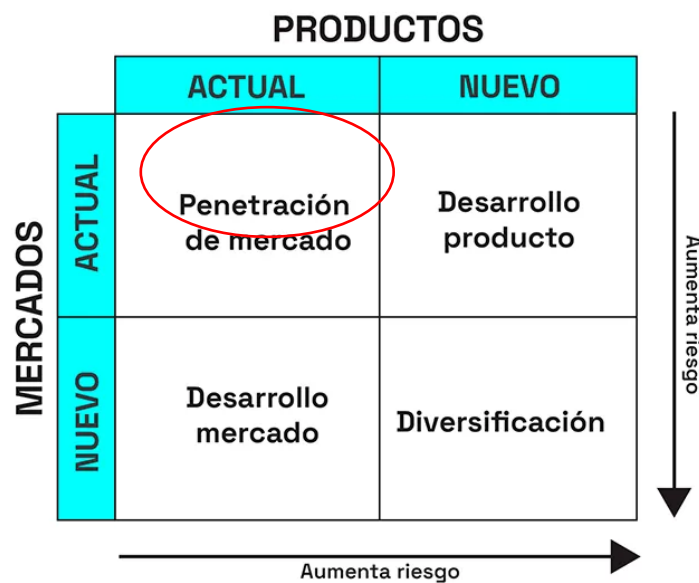 PRODUCTOS
ACTUAL
NUEVO
MERCADOS
ACTUAL
Penetración
de mercado
Desarrollo
producto
NUEVO
Desarrollo
mercado
Diversificación
Aumenta riesgo
Aumenta riesgo